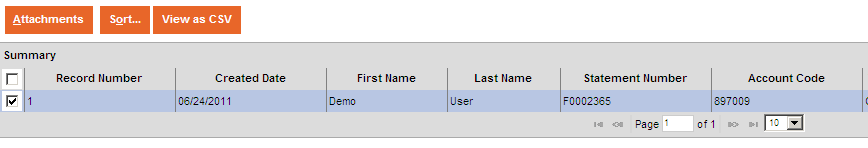 Attachments Sort... View as CSV
Summary
Record Number Created Date First Name Last Name Statement Number Account Code
1 06/24/2011 Demo User F0002365 897009
Page 1 of 1 10